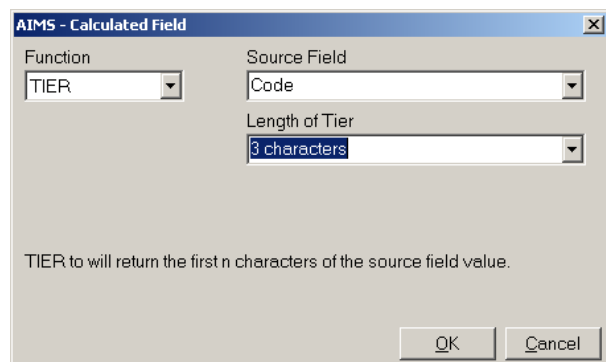 AIMS - Calculated Field
Function
Source Field
TIER
Code
Length of Tier
3 characters
TIER to will return the first n characters of the source field value.
OK
Cancel